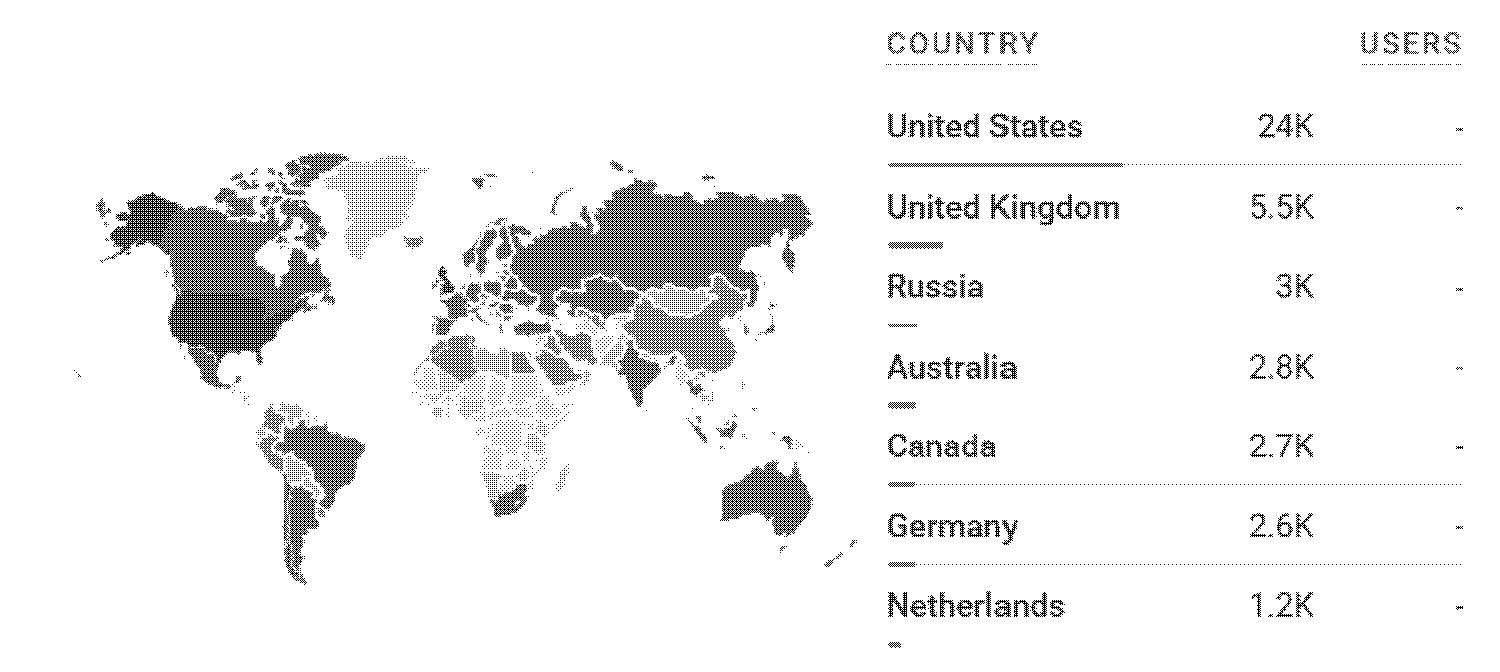 COUNTRY USERS
United States 24K -
United Kingdom 5.5K -
Russia 3K -
Australia 2.8K -
Canada 2.7K -
Germany 2.6K -
Netherlands 1.2K -